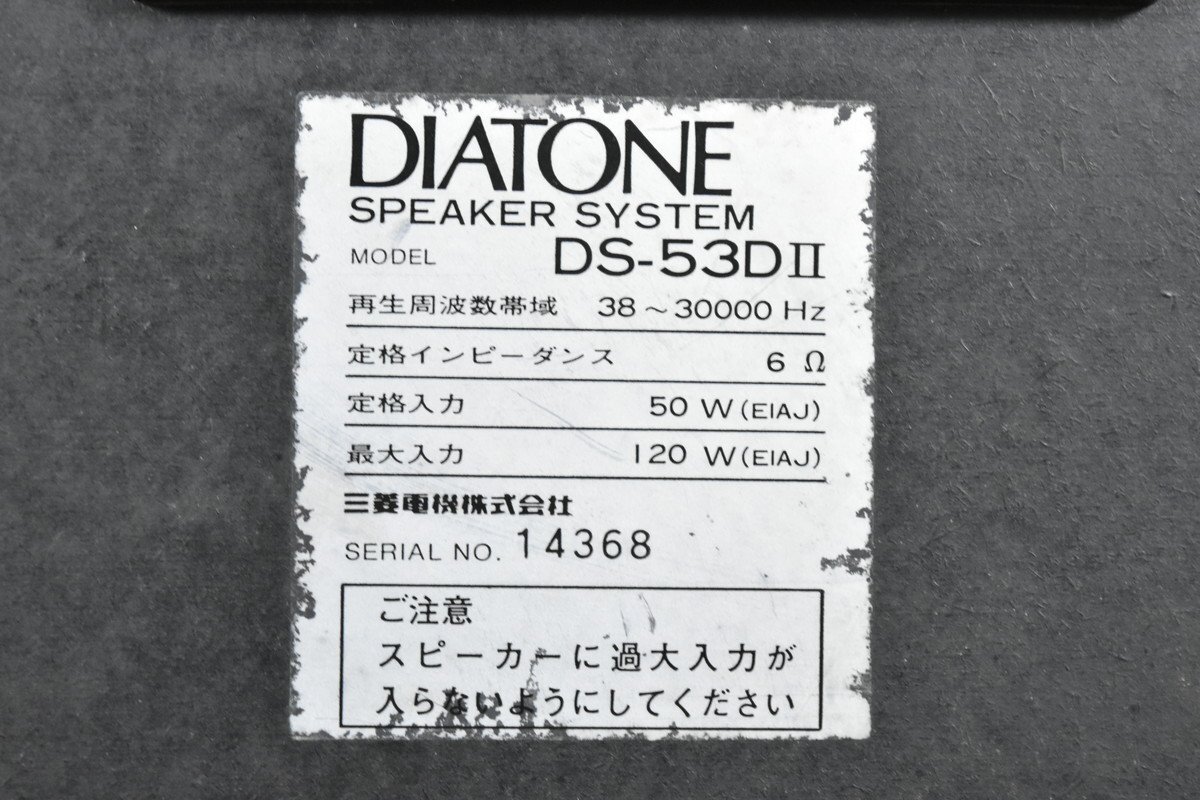 DIATONE
SPEAKER SYSTEM
MODEL DS-53DII
再生周波数帯域 38～30000 Hz
定格インピーダンス 6 Ω
定格入力 50 W(EIAJ)
最大入力 120 W(EIAJ)
三菱電機株式会社
SERIAL NO. 14368
ご注意
スピーカーに過大入力が
入らないようにしてください